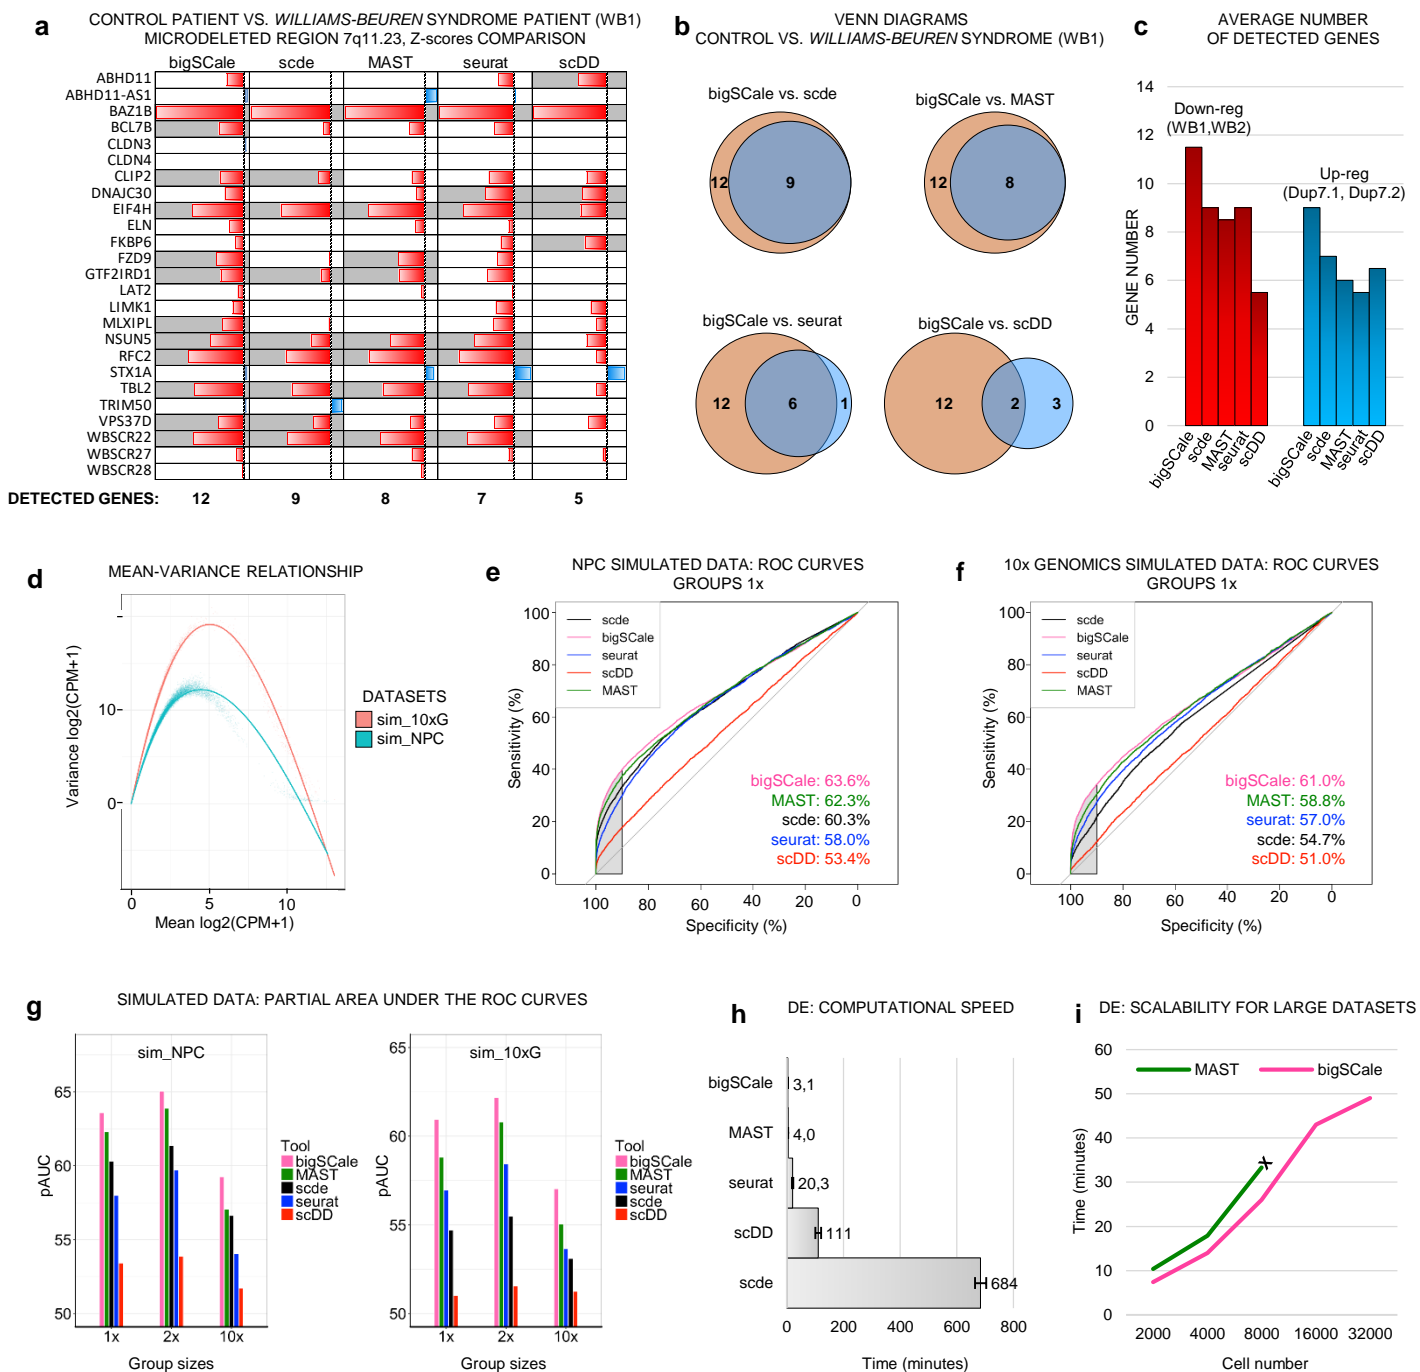 a
CONTROL PATIENT VS. WILLIAMS-BEUREN SYNDROME PATIENT (WB1)
MICRODELETED REGION 7q11.23, Z-scores COMPARISON
bigSCale scde MAST seurat scDD
ABHD11
ABHD11-AS1
BAZ1B
BCL7B
CLDN3
CLDN4
CLIP2
DNAJC30
EIF4H
ELN
FKBP6
FZD9
GTF2IRD1
LAT2
LIMK1
MLXIPL
NSUN5
RFC2
STX1A
TBL2
TRIM50
VPS37D
WBSCR22
WBSCR27
WBSCR28
DETECTED GENES: 12 9 8 7 5
b
VENN DIAGRAMS
CONTROL VS. WILLIAMS-BEUREN SYNDROME (WB1)
bigSCale vs. scde
12 9
bigSCale vs. MAST
12 8
bigSCale vs. seurat
12 6 1
bigSCale vs. scDD
12 2 3
c
AVERAGE NUMBER
OF DETECTED GENES
GENE NUMBER
14
12
10
8
6
4
2
0
Down-reg
(WB1,WB2)
Up-reg
(Dup7.1, Dup7.2)
bigSCale scde MAST seurat scDD
bigSCale scde MAST seurat scDD
d
MEAN-VARIANCE RELATIONSHIP
Variance log2(CPM+1)
10
0
0 5 10
Mean log2(CPM+1)
DATASETS
sim_10xG
sim_NPC
e
NPC SIMULATED DATA: ROC CURVES
GROUPS 1x
Sensitivity (%)
100
80
60
40
20
0
scde
bigSCale
seurat
scDD
MAST
bigSCale: 63.6%
MAST: 62.3%
scde: 60.3%
seurat: 58.0%
scDD: 53.4%
100 80 60 40 20 0
Specificity (%)
f
10x GENOMICS SIMULATED DATA: ROC CURVES
GROUPS 1x
Sensitivity (%)
100
80
60
40
20
0
scde
bigSCale
seurat
scDD
MAST
bigSCale: 61.0%
MAST: 58.8%
seurat: 57.0%
scde: 54.7%
scDD: 51.0%
100 80 60 40 20 0
Specificity (%)
g
SIMULATED DATA: PARTIAL AREA UNDER THE ROC CURVES
sim_NPC
pAUC
65
60
55
50
1x 2x 10x
Group sizes
Tool
bigSCale
MAST
scde
seurat
scDD
sim_10xG
pAUC
65
60
55
50
1x 2x 10x
Group sizes
Tool
bigSCale
MAST
seurat
scde
scDD
h
DE: COMPUTATIONAL SPEED
bigSCale 3,1
MAST 4,0
seurat 20,3
scDD 111
scde 684
0 200 400 600 800
Time (minutes)
i
DE: SCALABILITY FOR LARGE DATASETS
Time (minutes)
60
50
40
30
20
10
0
MAST bigSCale
x
2000 4000 8000 16000 32000
Cell number